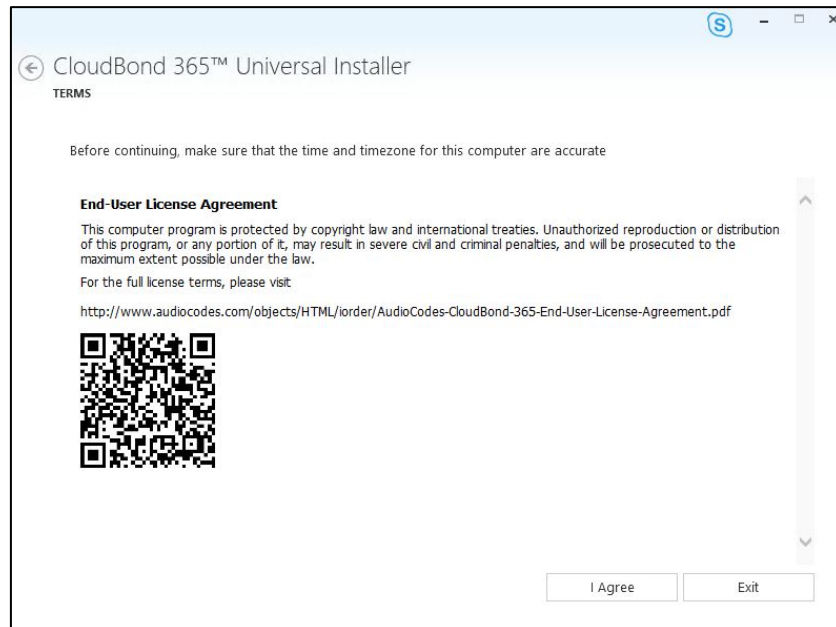 CloudBond 365™ Universal Installer
TERMS
Before continuing, make sure that the time and timezone for this computer are accurate
End-User License Agreement
This computer program is protected by copyright law and international treaties. Unauthorized reproduction or distribution
of this program, or any portion of it, may result in severe civil and criminal penalties, and will be prosecuted to the
maximum extent possible under the law.
For the full license terms, please visit
http://www.audiocodes.com/objects/HTML/iorder/AudioCodes-CloudBond-365-End-User-License-Agreement.pdf
I Agree
Exit